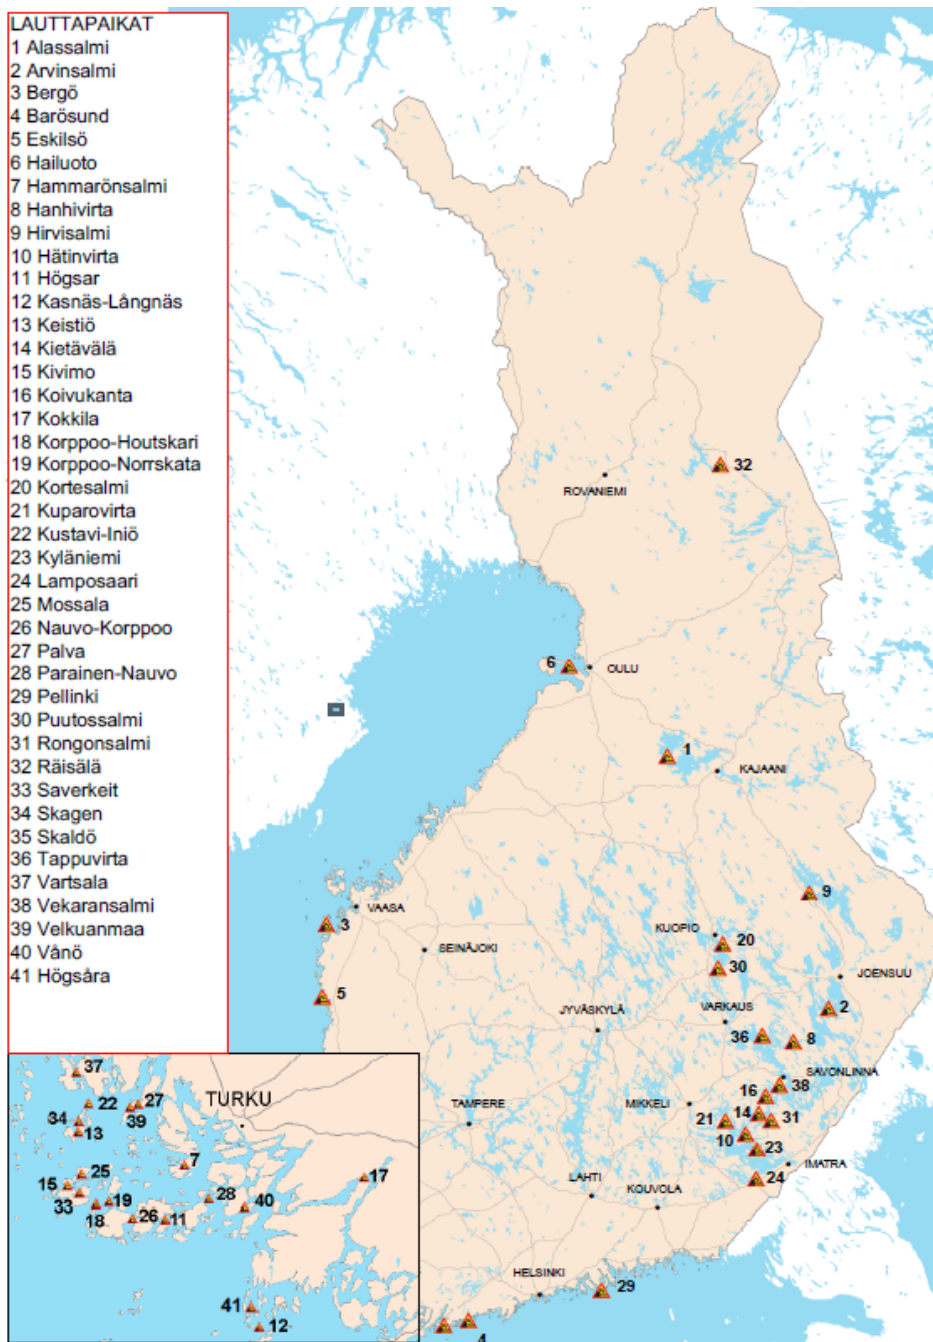 LAUTTAPAIKAT
1 Alassalmi
2 Arvinsalmi
3 Bergö
4 Barösund
5 Eskilsö
6 Hailuoto
7 Hammarönsalmi
8 Hanhivirta
9 Hirvisalmi
10 Hätinvirta
11 Högsar
12 Kasnäs-Långnäs
13 Keistiö
14 Kietävälä
15 Kivimo
16 Koivukanta
17 Kokkila
18 Korppoo-Houtskari
19 Korppoo-Norrskata
20 Kortesalmi
21 Kuparovirta
22 Kustavi-Iniö
23 Kyläniemi
24 Lamposaari
25 Mossala
26 Nauvo-Korppoo
27 Palva
28 Parainen-Nauvo
29 Pellinki
30 Puutossalmi
31 Rongonsalmi
32 Räisälä
33 Saverkeit
34 Skagen
35 Skaldö
36 Tappuvirta
37 Vartsala
38 Vekaransalmi
39 Velkuanmaa
40 Vånö
41 Högsåra
32
ROVANIEMI
6
OULU
1
KAJAANI
9
VAASA
3
KUOPIO
20
SEINÄJOKI
30
JOENSUU
5
2
VARKAUS
JYVÄSKYLÄ
36
8
SAVONLINNA
38
16
MIKKELI
TAMPERE
14
31
21
10
23
IMATRA
24
LAHTI
KOUVOLA
HELSINKI
29
4
37
TURKU
22
27
39
34
13
7
25
17
15
33
19
28
40
18
26
11
41
12